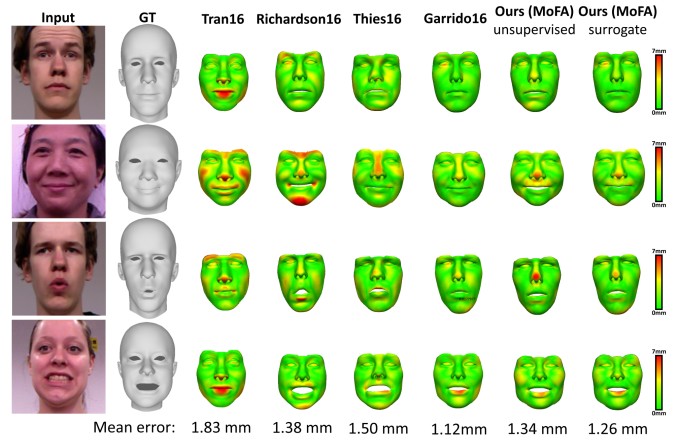 Input GT Tran16 Richardson16 Thies16 Garrido16 Ours (MoFA) Ours (MoFA)
unsupervised surrogate
7mm
0mm
7mm
0mm
7mm
0mm
7mm
0mm
Mean error: 1.83 mm 1.38 mm 1.50 mm 1.12mm 1.34 mm 1.26 mm